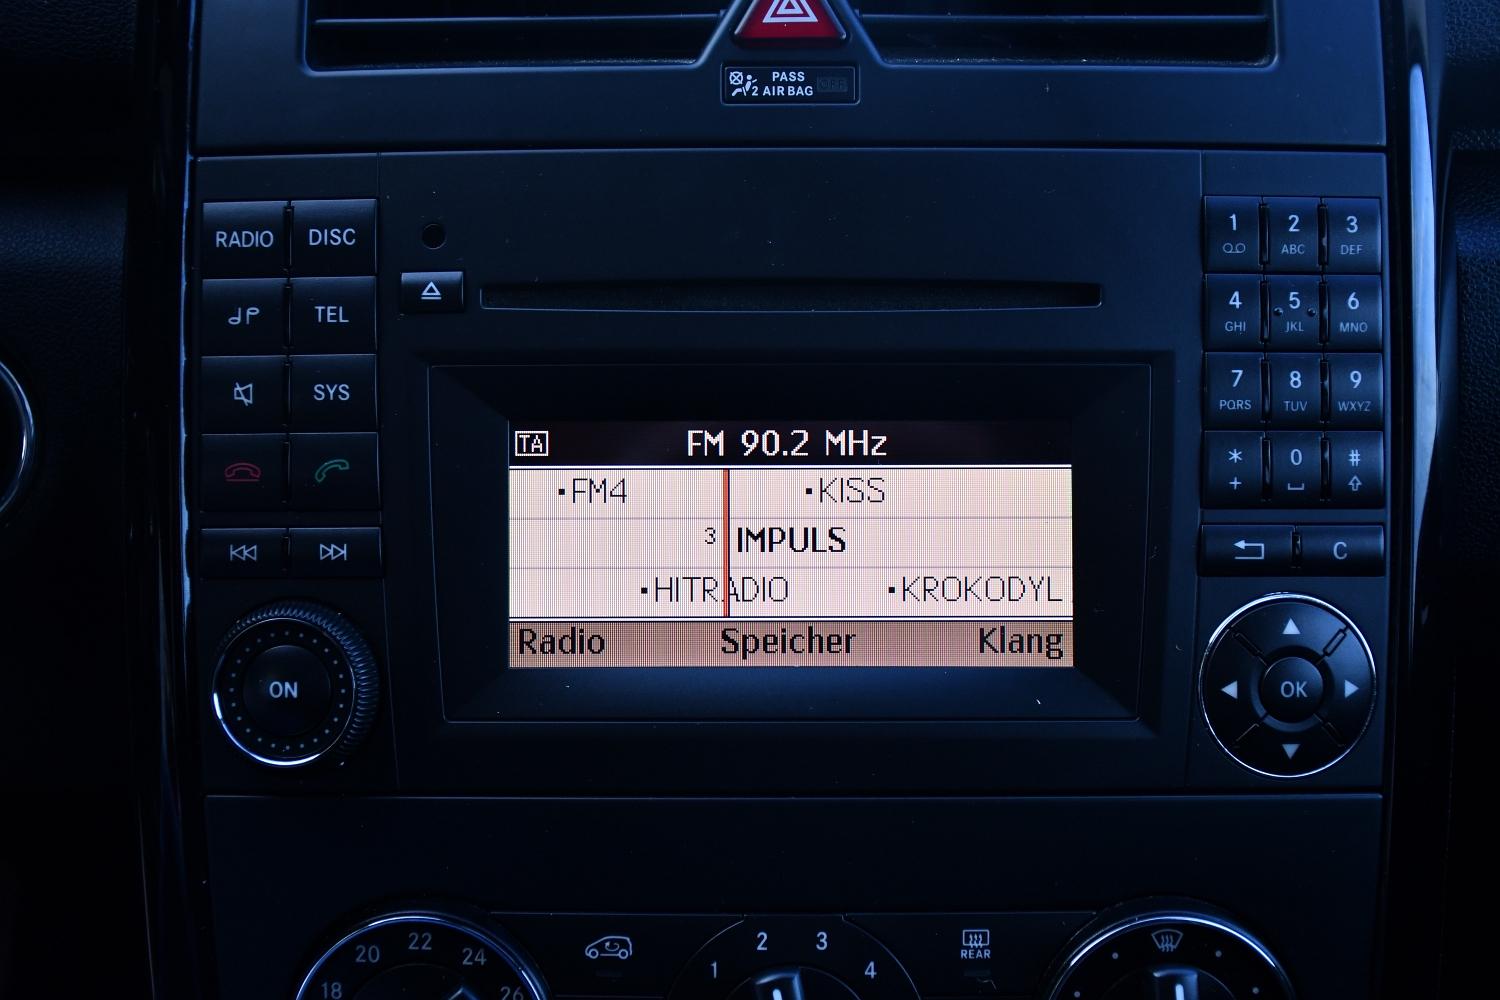 PASS
2 AIRBAG OFF
RADIO DISC
TEL
SYS
ON
TA FM 90.2 MHz
FM4 KISS
3 IMPULS
HITRADIO KROKODYL
Radio Speicher Klang
1 2 ABC 3 DEF
4 GHI 5 JKL 6 MNO
7 PQRS 8 TUV 9 WXYZ
* + 0 #
C
OK
18 20 22 24 26
1 2 3 4
REAR